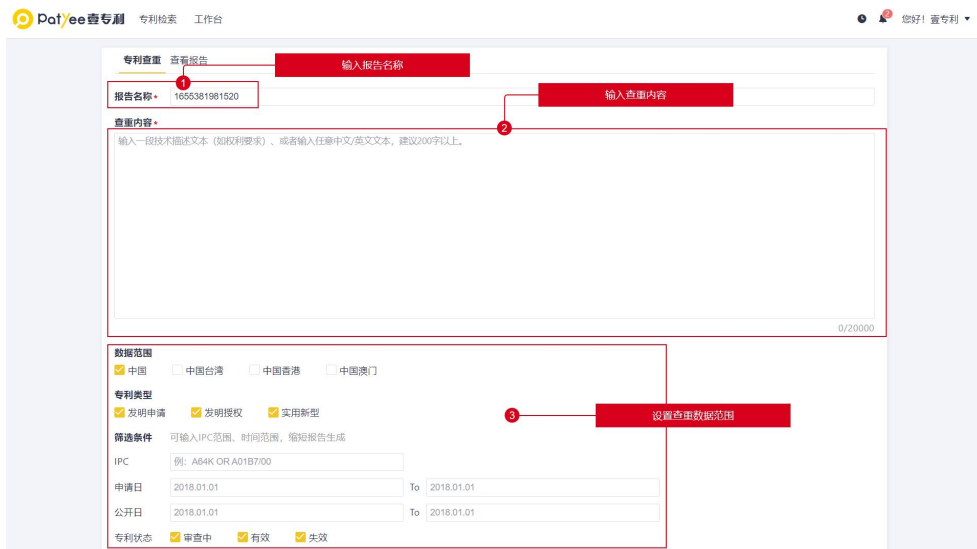 Patyee壹专利 专利检索 工作台 2 您好！壹专利
专利查重 查看报告
输入报告名称
1
报告名称* 1655381981520
输入查重内容
查重内容*
2
输入一段技术描述文本（如权利要求）、或者输入任意中文/英文文本，建议200字以上。
0/20000
数据范围
中国 中国台湾 中国香港 中国澳门
专利类型
发明申请 发明授权 实用新型
3 设置查重数据范围
筛选条件 可输入IPC范围、时间范围，缩短报告生成
IPC 例：A64K OR A01B7/00
申请日 2018.01.01 To 2018.01.01
公开日 2018.01.01 To 2018.01.01
专利状态 审查中 有效 失效